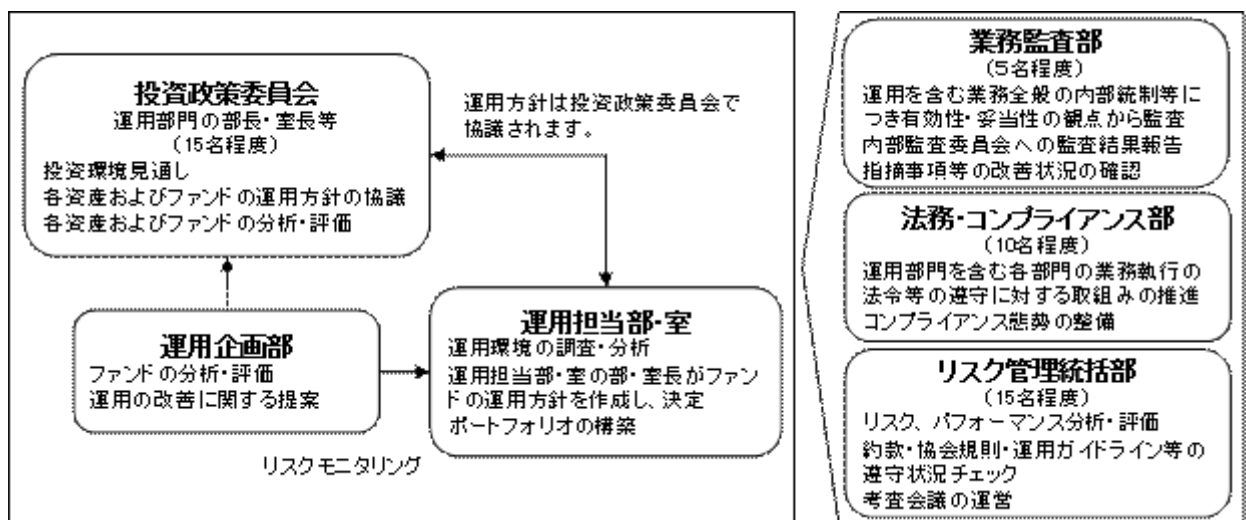 投資政策委員会
運用部門の部長・室長等
(15名程度)
投資環境見通し
各資産およびファンドの運用方針の協議
各資産およびファンドの分析・評価
運用方針は投資政策委員会で
協議されます。
運用企画部
ファンドの分析・評価
運用の改善に関する提案
運用担当部・室
運用環境の調査・分析
運用担当部・室の部・室長がファン
ドの運用方針を作成し、決定
ポートフォリオの構築
リスクモニタリング
業務監査部
(5名程度)
運用を含む業務全般の内部統制等に
つき有効性・妥当性の観点から監査
内部監査委員会への監査結果報告
指摘事項等の改善状況の確認
法務・コンプライアンス部
(10名程度)
運用部門を含む各部門の業務執行の
法令等の遵守に対する取組みの推進
コンプライアンス態勢の整備
リスク管理統括部
(15名程度)
リスク、パフォーマンス分析・評価
約款・協会規則・運用ガイドライン等の
遵守状況チェック
考査会議の運営